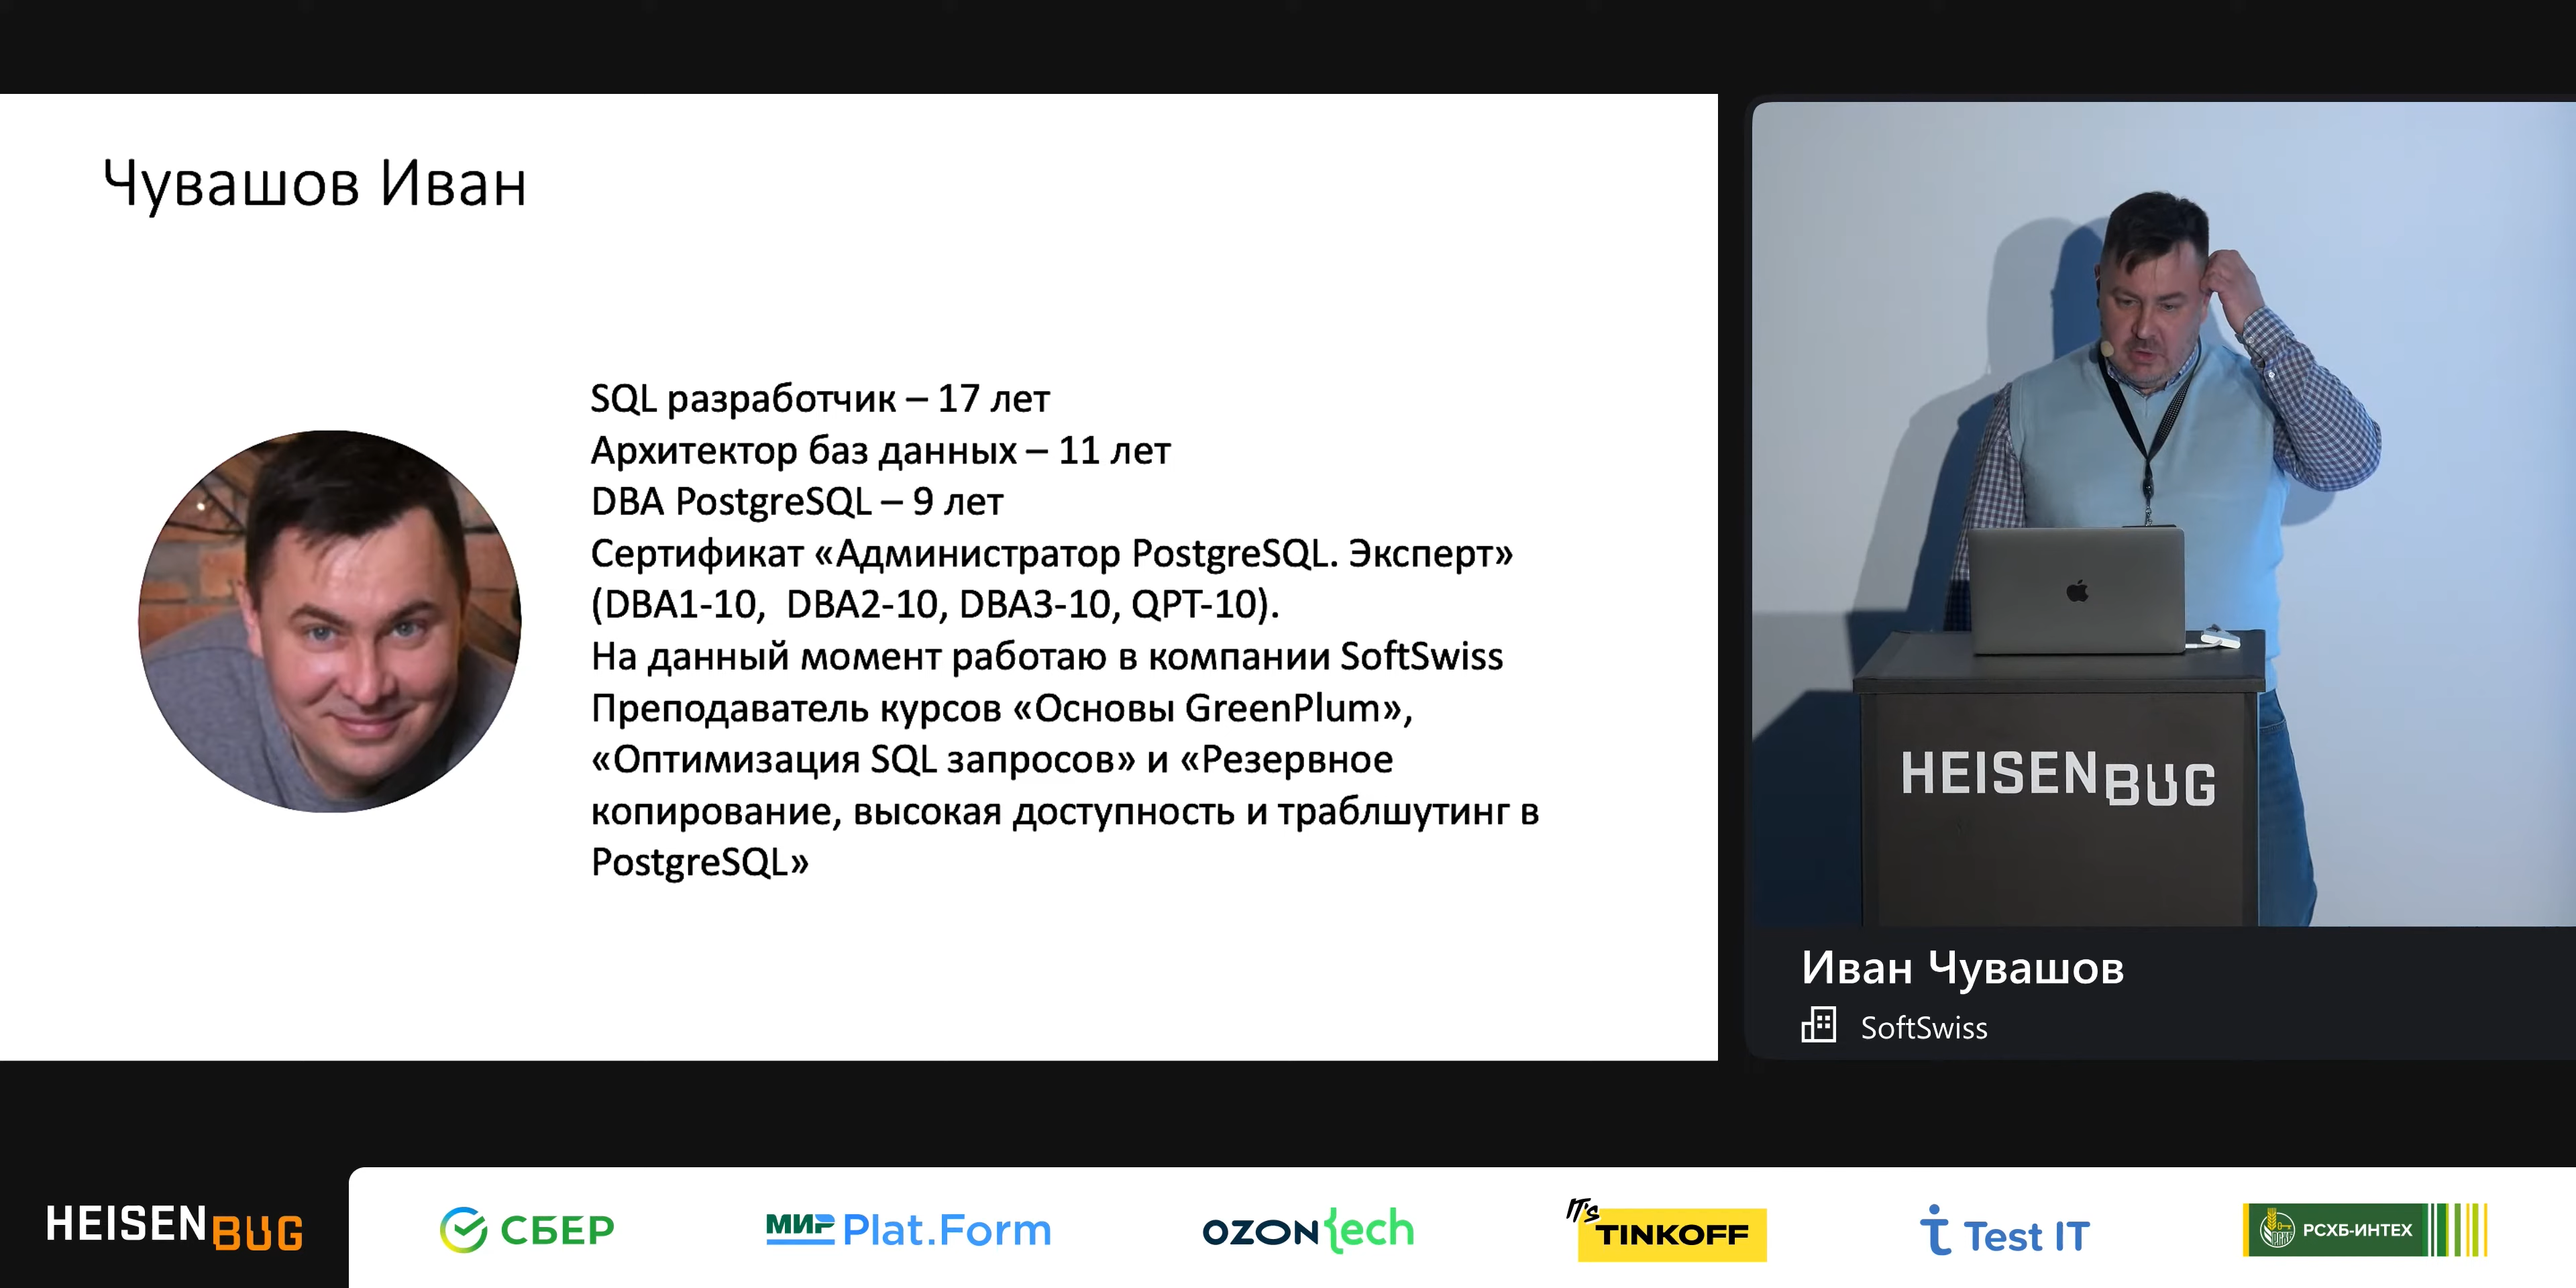 Чувашов Иван
SQL разработчик – 17 лет
Архитектор баз данных – 11 лет
DBA PostgreSQL – 9 лет
Сертификат «Администратор PostgreSQL. Эксперт»
(DBA1-10, DBA2-10, DBA3-10, QPT-10).
На данный момент работаю в компании SoftSwiss
Преподаватель курсов «Основы GreenPlum»,
«Оптимизация SQL запросов» и «Резервное
копирование, высокая доступность и траблшутинг в
PostgreSQL»
HEISENBUG
Иван Чувашов
SoftSwiss
HEISENBUG
СБЕР
МИР Plat.Form
OZON{ech
IT's TINKOFF
Test IT
РСХБ-ИНТЕХ